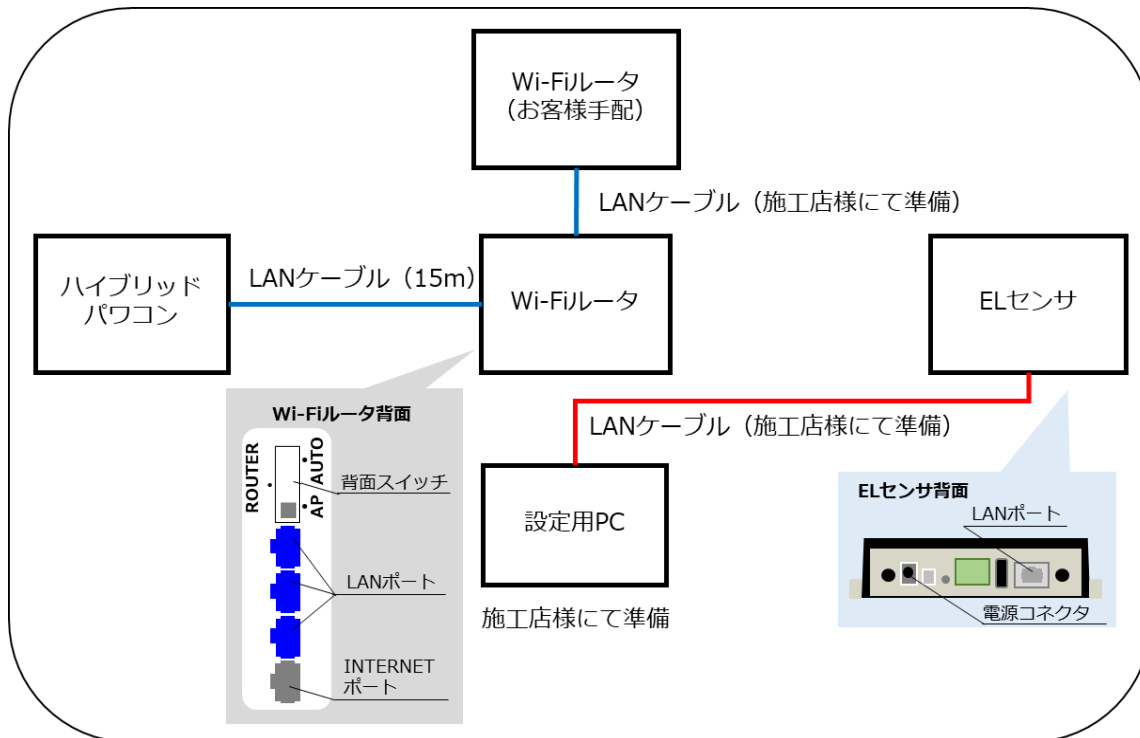 Wi-Fiルータ
（お客様手配）
LANケーブル（施工店様にて準備）
ハイブリッド
パワコン
LANケーブル（15m）
Wi-Fiルータ
ELセンサ
LANケーブル（施工店様にて準備）
Wi-Fiルータ背面
ROUTER
AUTO
AP
背面スイッチ
LANポート
INTERNET
ポート
設定用PC
施工店様にて準備
ELセンサ背面
LANポート
電源コネクタ